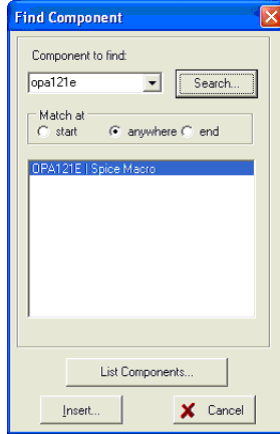 Find Component
Component to find:
opa121e
Search...
Match at
start anywhere end
OPA121E | Spice Macro
List Components...
Insert...
Cancel